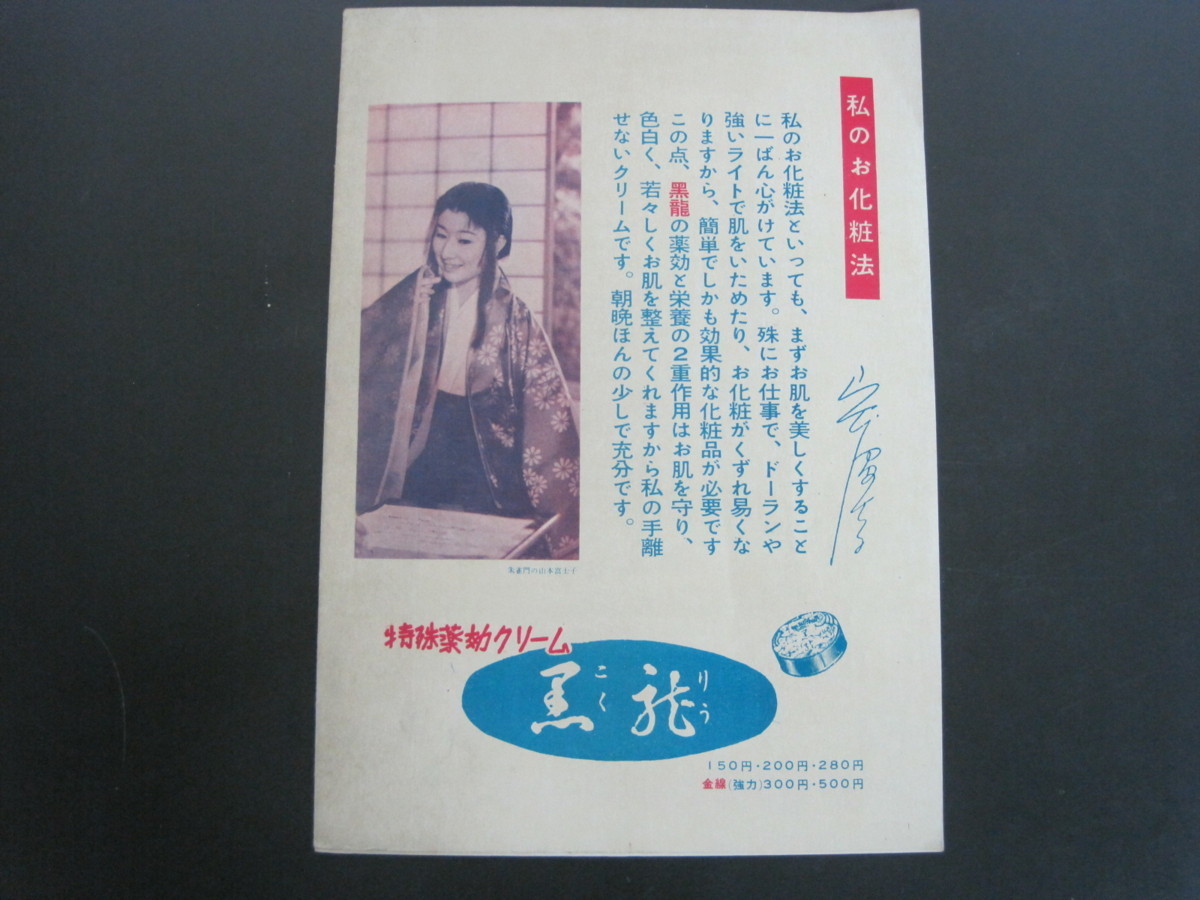 私のお化粧法
私のお化粧法といっても、まずお肌を美しくすること
に一ばん心がけています。殊にお仕事で、ドーランや
強いライトで肌をいためたり、お化粧がくずれ易くな
りますから、簡単でしかも効果的な化粧品が必要です
この点、黑龍の薬効と栄養の2重作用はお肌を守り、
色白く、若々しくお肌を整えてくれますから私の手離
せないクリームです。朝晩ほんの少しで充分です。
朱雀門の山本富士子
特殊薬効クリーム
黒龍
こくりう
150円・200円・280円
金線(強力)300円・500円